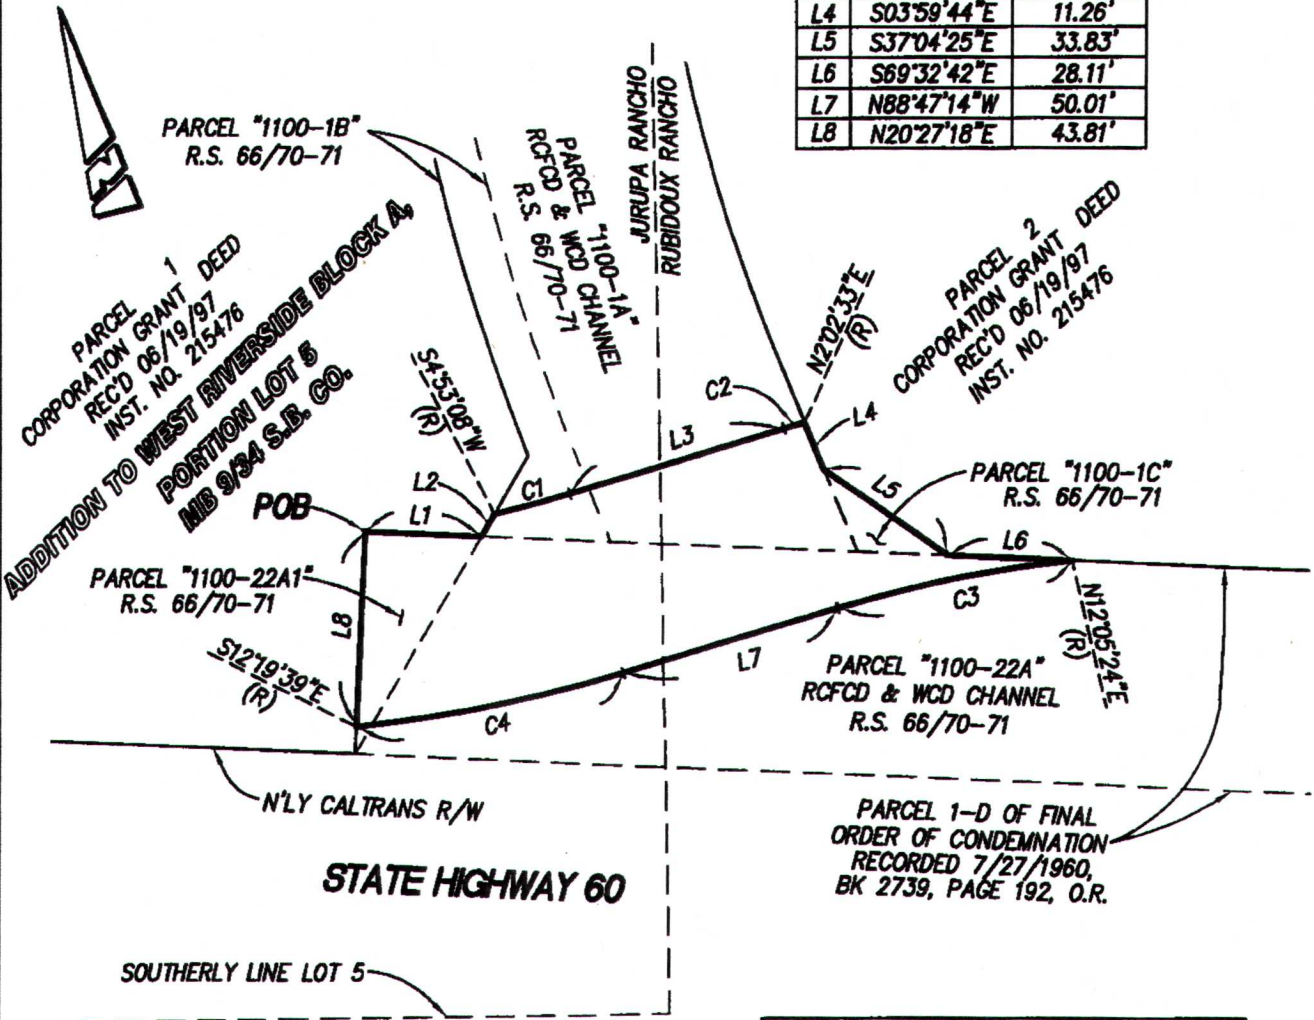 L4 S03°59'44"E 11.26'
L5 S37°04'25"E 33.83'
L6 S69°32'42"E 28.11'
L7 N88°47'14"W 50.01'
L8 N20°27'18"E 43.81'
PARCEL "1100-1B"
R.S. 66/70-71
PARCEL "1100-1A"
RCFCD & WCD CHANNEL
R.S. 66/70-71
JURUPA RANCHO
RUBIDOUX RANCHO
N
PARCEL 1
CORPORATION GRANT DEED
REC'D 06/19/97
INST. NO. 215476
ADDITION TO WEST RIVERSIDE BLOCK A,
PORTION LOT 5
MB 9/34 S.B. CO.
PARCEL 2
CORPORATION GRANT DEED
REC'D 06/19/97
INST. NO. 215476
N2°02'33"E
(R)
S4°53'08"W
(R)
C2
L4
L3
L5
L2
C1
POB
L1
PARCEL "1100-1C"
R.S. 66/70-71
L6
PARCEL "1100-22A1"
R.S. 66/70-71
L8
C3
N12°05'24"E
(R)
S12°19'39"E
(R)
L7
C4
PARCEL "1100-22A"
RCFCD & WCD CHANNEL
R.S. 66/70-71
N'LY CALTRANS R/W
PARCEL 1-D OF FINAL
ORDER OF CONDEMNATION
RECORDED 7/27/1960,
BK 2739, PAGE 192, O.R.
STATE HIGHWAY 60
SOUTHERLY LINE LOT 5